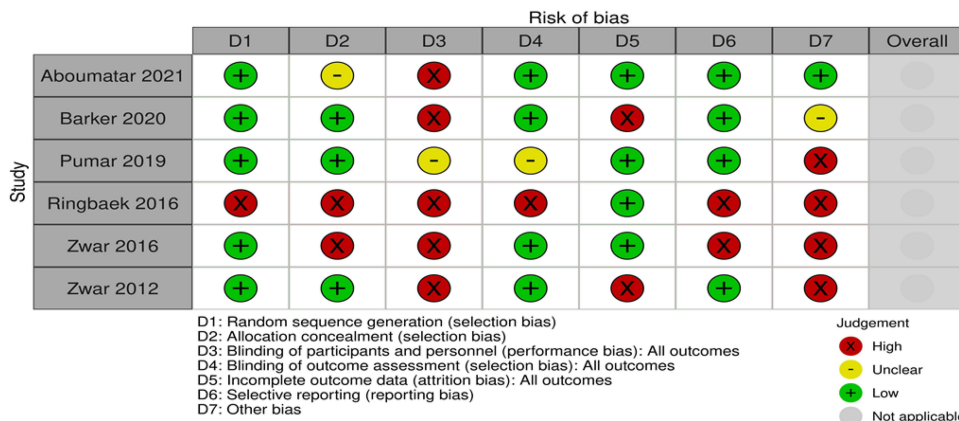 Risk of bias
D1 D2 D3 D4 D5 D6 D7 Overall
Study
Aboumatar 2021 + - X + + + +
Barker 2020 + + X + X + -
Pumar 2019 + + - - + + X
Ringbaek 2016 X X X X + X X
Zwar 2016 + X X + + X X
Zwar 2012 + + X + X + X
D1: Random sequence generation (selection bias)
D2: Allocation concealment (selection bias)
D3: Blinding of participants and personnel (performance bias): All outcomes
D4: Blinding of outcome assessment (selection bias): All outcomes
D5: Incomplete outcome data (attrition bias): All outcomes
D6: Selective reporting (reporting bias)
D7: Other bias
Judgement
X High
- Unclear
+ Low
Not applicable